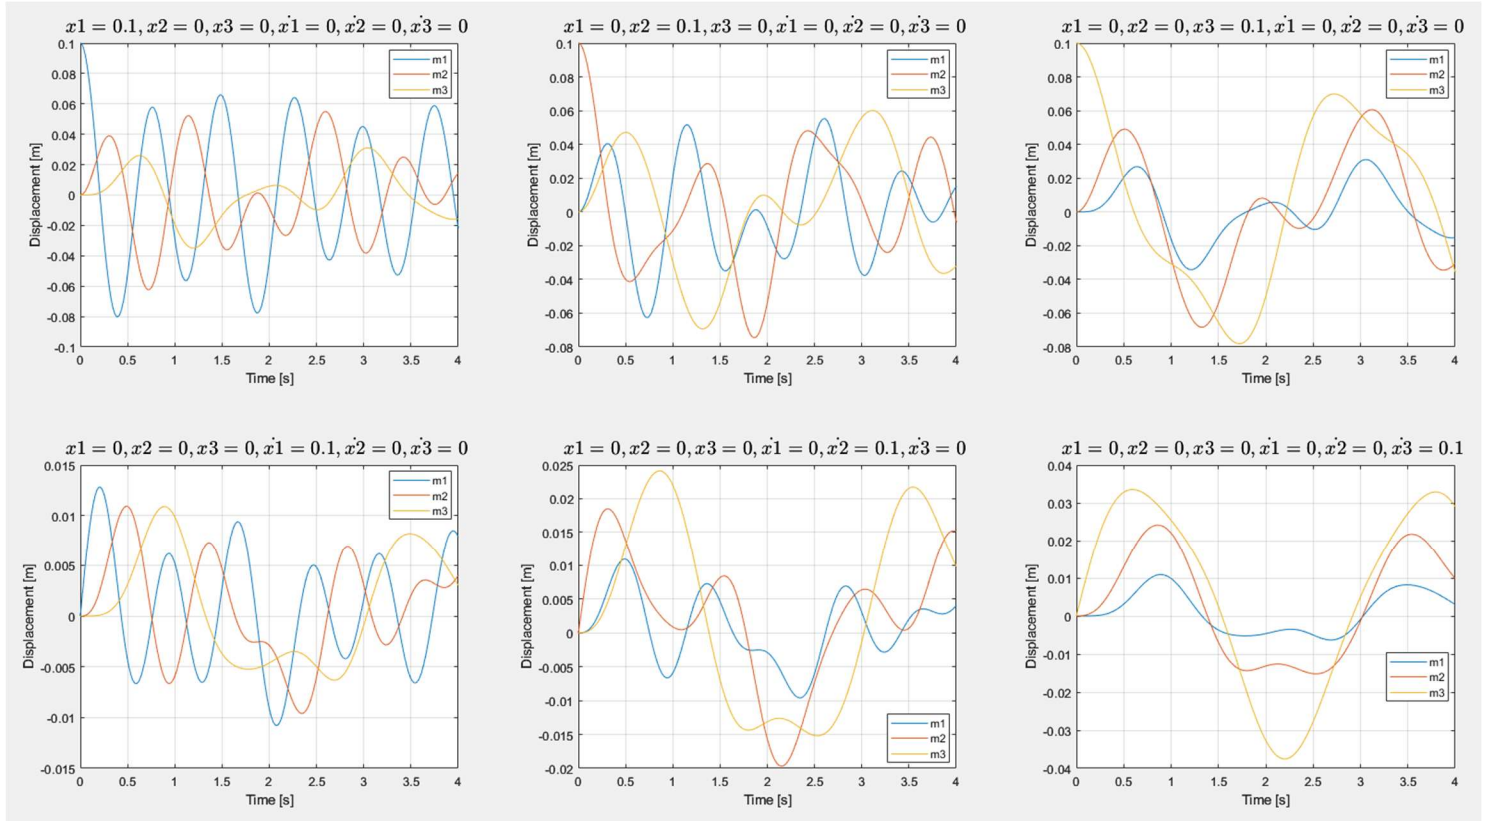 x1 = 0.1, x2 = 0, x3 = 0, ẋ1 = 0, ẋ2 = 0, ẋ3 = 0
0.1
0.08
0.06
0.04
0.02
0
-0.02
-0.04
-0.06
-0.08
-0.1
Displacement [m]
m1
m2
m3
0 0.5 1 1.5 2 2.5 3 3.5 4
Time [s]
x1 = 0, x2 = 0.1, x3 = 0, ẋ1 = 0, ẋ2 = 0, ẋ3 = 0
0.1
0.08
0.06
0.04
0.02
0
-0.02
-0.04
-0.06
-0.08
Displacement [m]
m1
m2
m3
0 0.5 1 1.5 2 2.5 3 3.5 4
Time [s]
x1 = 0, x2 = 0, x3 = 0.1, ẋ1 = 0, ẋ2 = 0, ẋ3 = 0
0.1
0.08
0.06
0.04
0.02
0
-0.02
-0.04
-0.06
-0.08
Displacement [m]
m1
m2
m3
0 0.5 1 1.5 2 2.5 3 3.5 4
Time [s]
x1 = 0, x2 = 0, x3 = 0, ẋ1 = 0.1, ẋ2 = 0, ẋ3 = 0
0.015
0.01
0.005
0
-0.005
-0.01
-0.015
Displacement [m]
m1
m2
m3
0 0.5 1 1.5 2 2.5 3 3.5 4
Time [s]
x1 = 0, x2 = 0, x3 = 0, ẋ1 = 0, ẋ2 = 0.1, ẋ3 = 0
0.025
0.02
0.015
0.01
0.005
0
-0.005
-0.01
-0.015
-0.02
Displacement [m]
m1
m2
m3
0 0.5 1 1.5 2 2.5 3 3.5 4
Time [s]
x1 = 0, x2 = 0, x3 = 0, ẋ1 = 0, ẋ2 = 0, ẋ3 = 0.1
0.04
0.03
0.02
0.01
0
-0.01
-0.02
-0.03
-0.04
Displacement [m]
m1
m2
m3
0 0.5 1 1.5 2 2.5 3 3.5 4
Time [s]